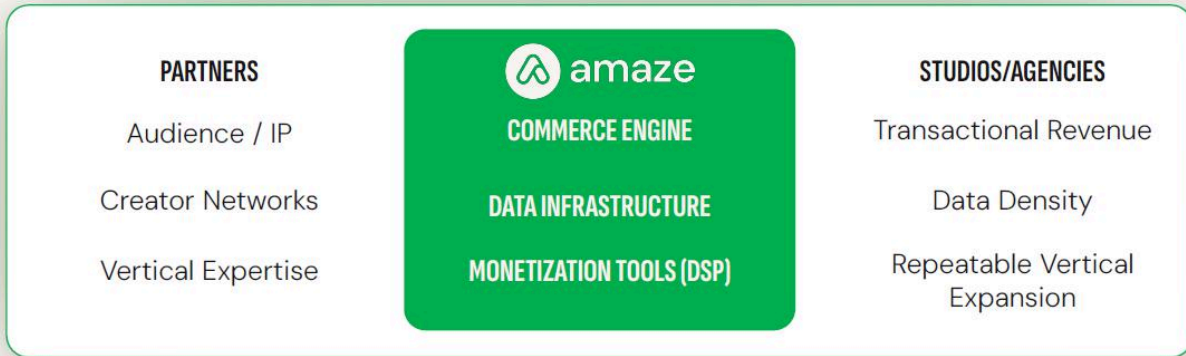 PARTNERS
Audience / IP
Creator Networks
Vertical Expertise
amaze
COMMERCE ENGINE
DATA INFRASTRUCTURE
MONETIZATION TOOLS (DSP)
STUDIOS/AGENCIES
Transactional Revenue
Data Density
Repeatable Vertical
Expansion